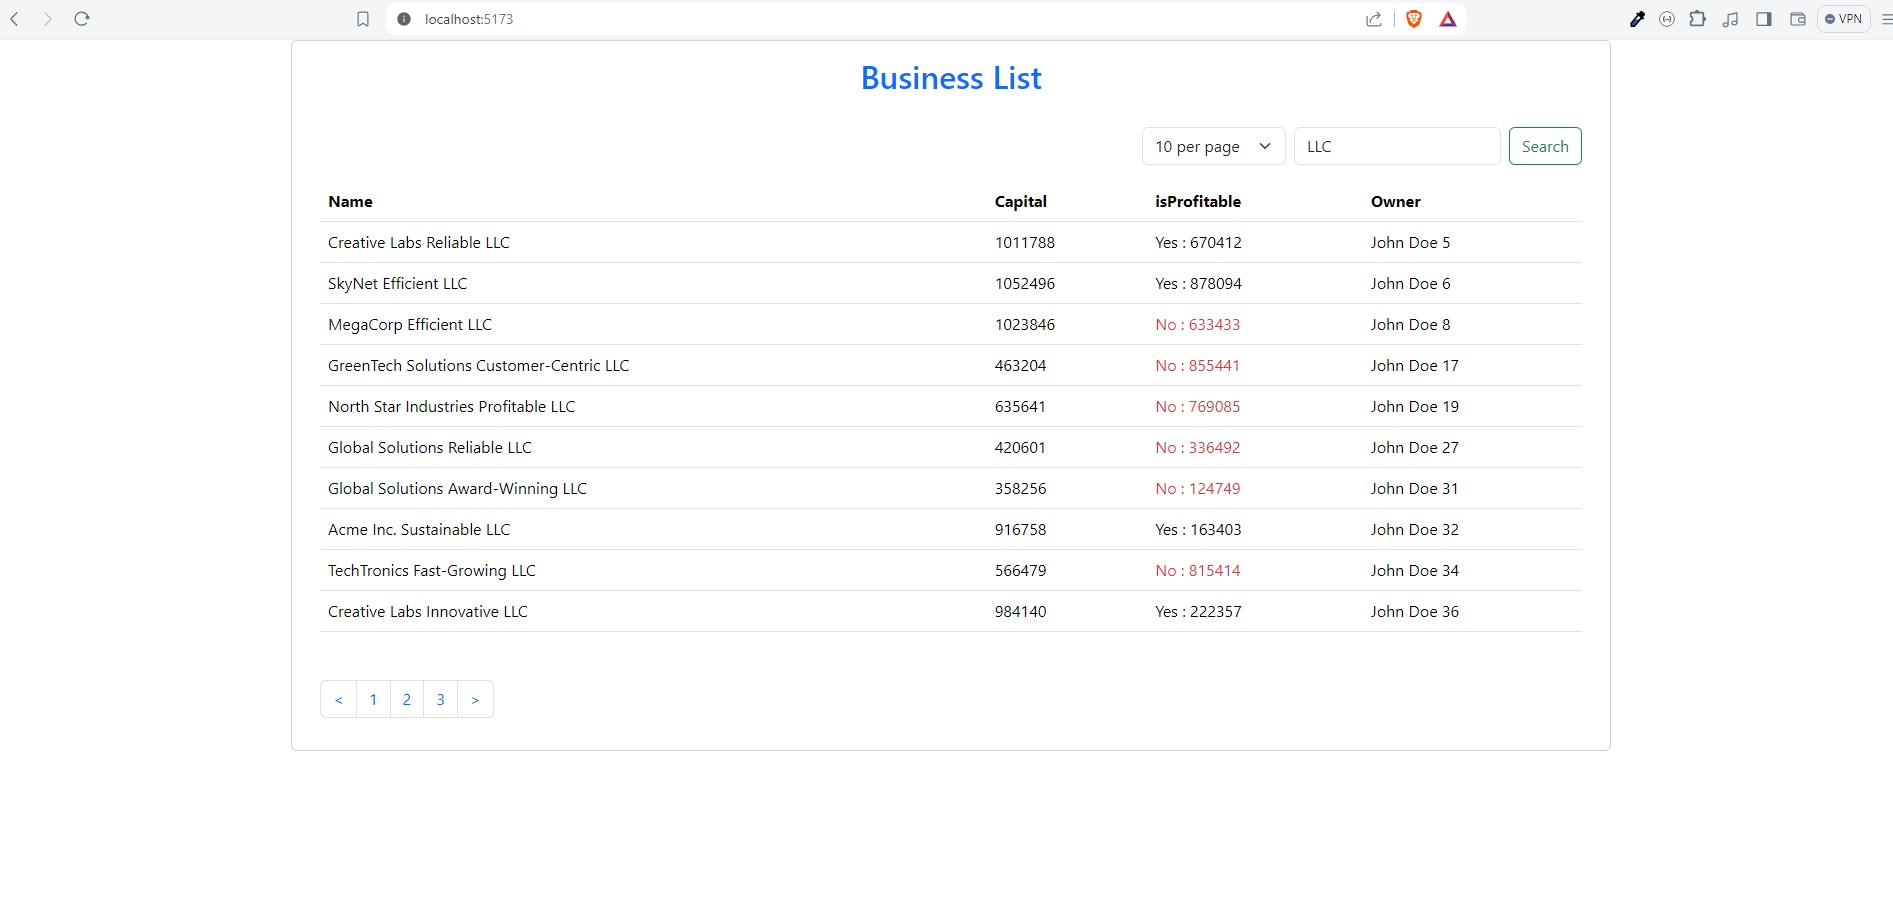 localhost:5173
VPN
Business List
10 per page LLC Search
Name Capital isProfitable Owner
Creative Labs Reliable LLC 1011788 Yes : 670412 John Doe 5
SkyNet Efficient LLC 1052496 Yes : 878094 John Doe 6
MegaCorp Efficient LLC 1023846 No : 633433 John Doe 8
GreenTech Solutions Customer-Centric LLC 463204 No : 855441 John Doe 17
North Star Industries Profitable LLC 635641 No : 769085 John Doe 19
Global Solutions Reliable LLC 420601 No : 336492 John Doe 27
Global Solutions Award-Winning LLC 358256 No : 124749 John Doe 31
Acme Inc. Sustainable LLC 916758 Yes : 163403 John Doe 32
TechTronics Fast-Growing LLC 566479 No : 815414 John Doe 34
Creative Labs Innovative LLC 984140 Yes : 222357 John Doe 36
< 1 2 3 >